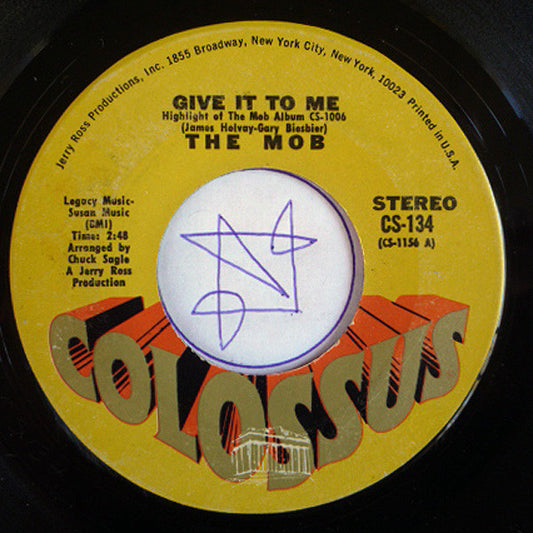 Jerry Ross Productions, Inc. 1855 Broadway, New York City, New York, 10023 Printed in U.S.A.
GIVE IT TO ME
Highlight of The Mob Album CS-1006
(James Holvay-Gary Biesbier)
THE MOB
Legacy Music-
Susan Music
(BMI)
Time: 2:48
Arranged by
Chuck Sagle
A Jerry Ross
Production
STEREO
CS-134
(CS-1156 A)
COLOSSUS